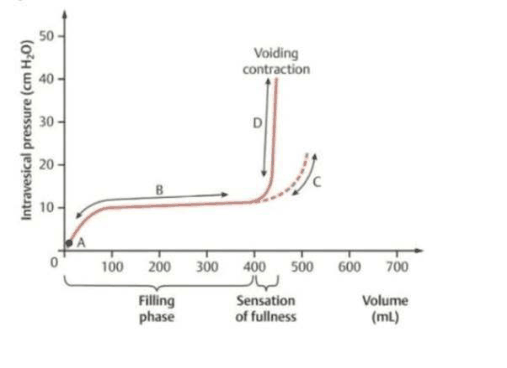 Intravesical pressure (cm H₂O)
50
40
30
20
10
0
Voiding
contraction
D
B
C
A
100 200 300 400 500 600 700
Filling
phase
Sensation
of fullness
Volume
(mL)